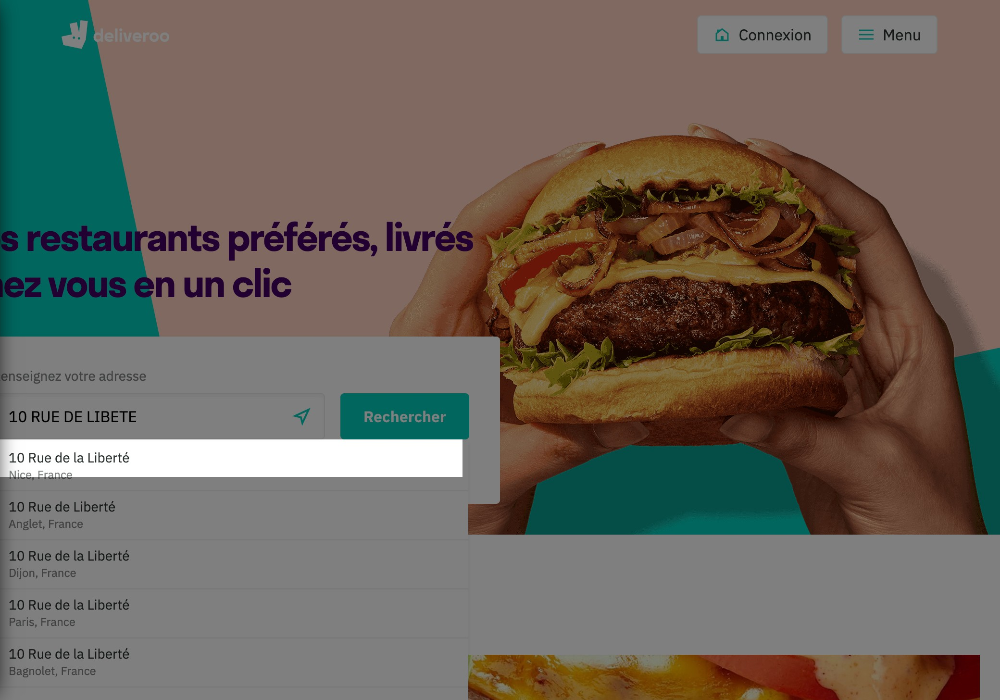 deliveroo
Connexion
Menu
s restaurants préférés, livrés
ez vous en un clic
enseignez votre adresse
10 RUE DE LIBETE
Rechercher
10 Rue de la Liberté
Nice, France
10 Rue de Liberté
Anglet, France
10 Rue de la Liberté
Dijon, France
10 Rue de la Liberté
Paris, France
10 Rue de la Liberté
Bagnolet, France